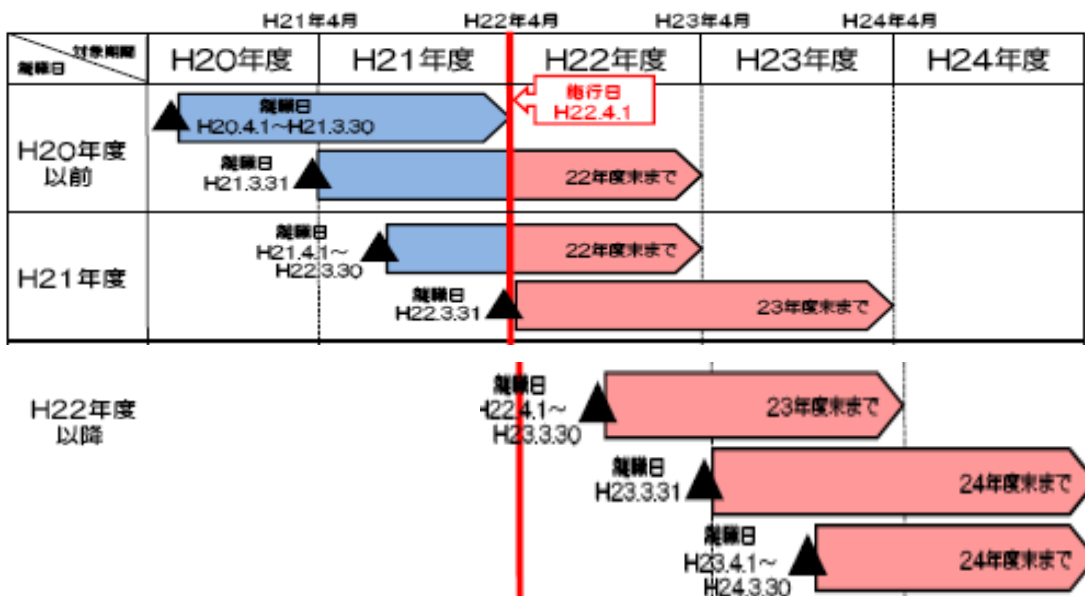 H21年4月 H22年4月 H23年4月 H24年4月
対象期間
離職日
H20年度 H21年度 H22年度 H23年度 H24年度
施行日
H22.4.1
H20年度
以前
離職日
H20.4.1～H21.3.30
離職日
H21.3.31
22年度末まで
H21年度
離職日
H21.4.1～
H22.3.30
22年度末まで
離職日
H22.3.31
23年度末まで
H22年度
以降
離職日
H22.4.1～
H23.3.30
23年度末まで
離職日
H23.3.31
24年度末まで
離職日
H23.4.1～
H24.3.30
24年度末まで